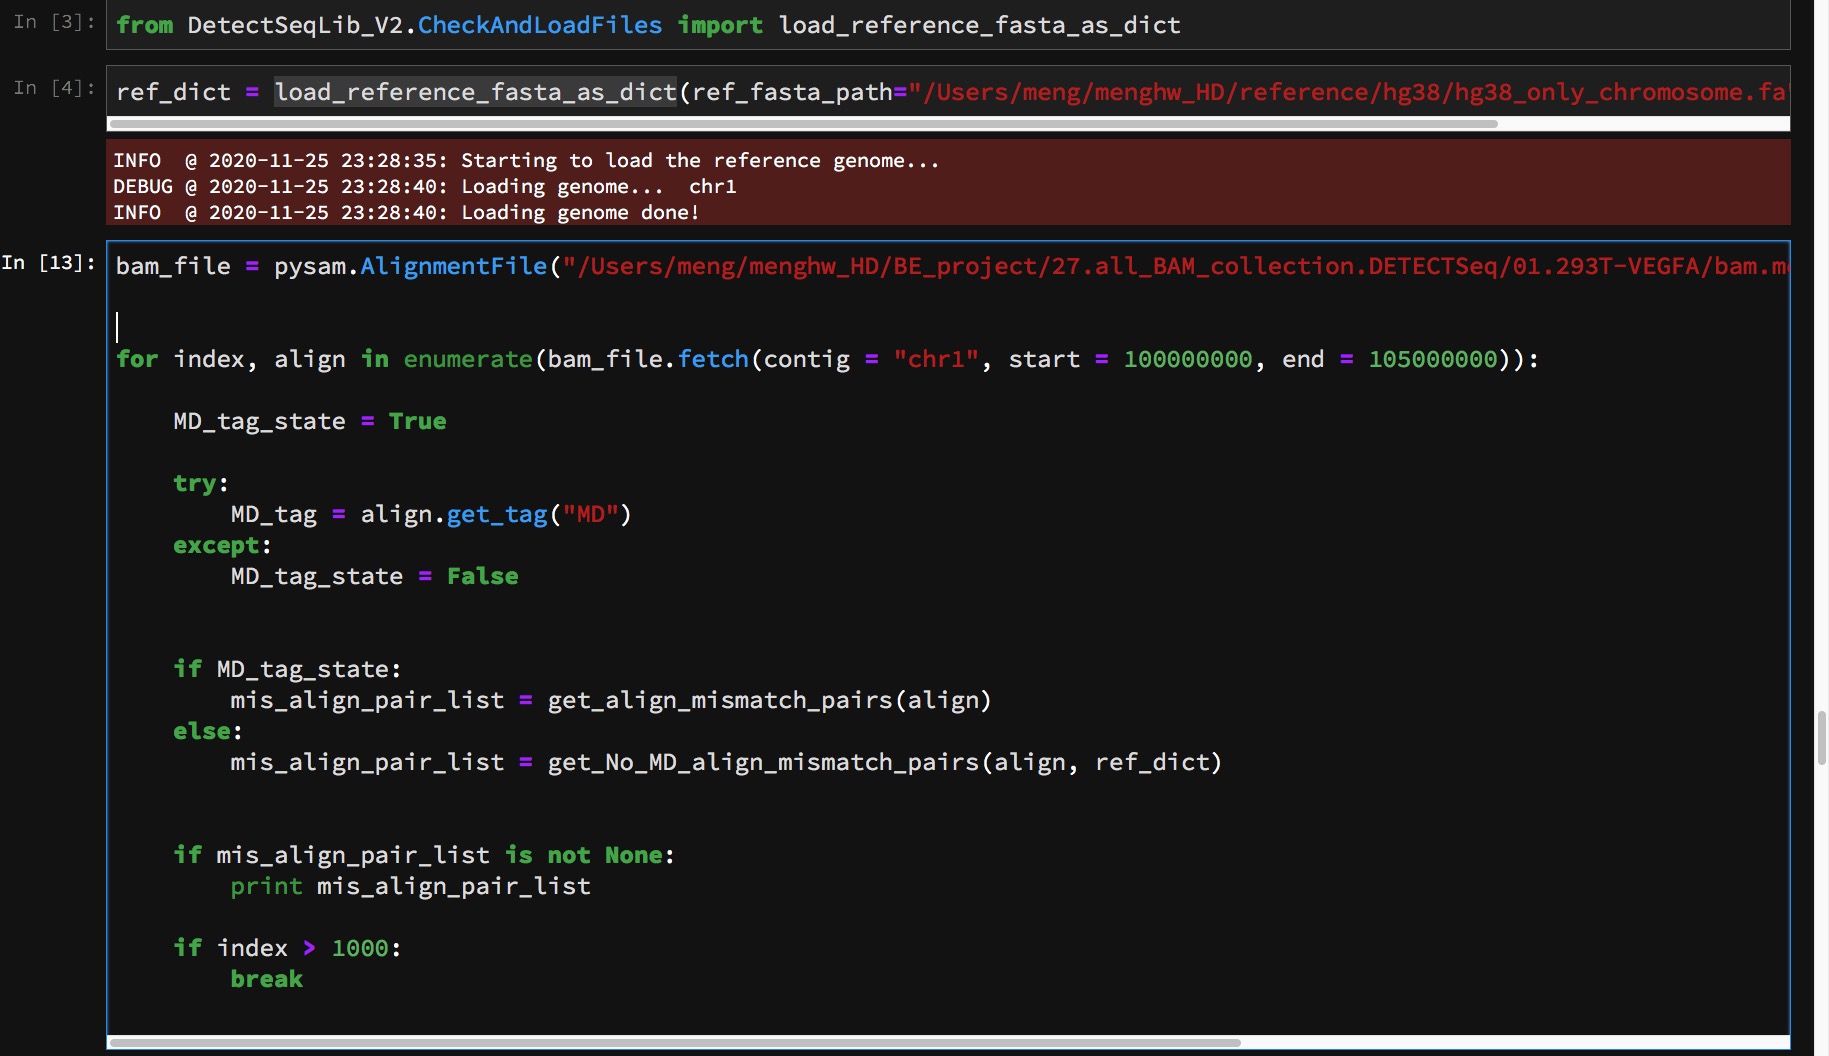 In [3]: from DetectSeqLib_V2.CheckAndLoadFiles import load_reference_fasta_as_dict
In [4]: ref_dict = load_reference_fasta_as_dict(ref_fasta_path="/Users/meng/menghw_HD/reference/hg38/hg38_only_chromosome.fa"
INFO  @ 2020-11-25 23:28:35: Starting to load the reference genome...
DEBUG @ 2020-11-25 23:28:40: Loading genome...  chr1
INFO  @ 2020-11-25 23:28:40: Loading genome done!
In [13]: bam_file = pysam.AlignmentFile("/Users/meng/menghw_HD/BE_project/27.all_BAM_collection.DETECTSeq/01.293T-VEGFA/bam.m
for index, align in enumerate(bam_file.fetch(contig = "chr1", start = 100000000, end = 105000000)):
    MD_tag_state = True
    try:
        MD_tag = align.get_tag("MD")
    except:
        MD_tag_state = False
    if MD_tag_state:
        mis_align_pair_list = get_align_mismatch_pairs(align)
    else:
        mis_align_pair_list = get_No_MD_align_mismatch_pairs(align, ref_dict)
    if mis_align_pair_list is not None:
        print mis_align_pair_list
    if index > 1000:
        break